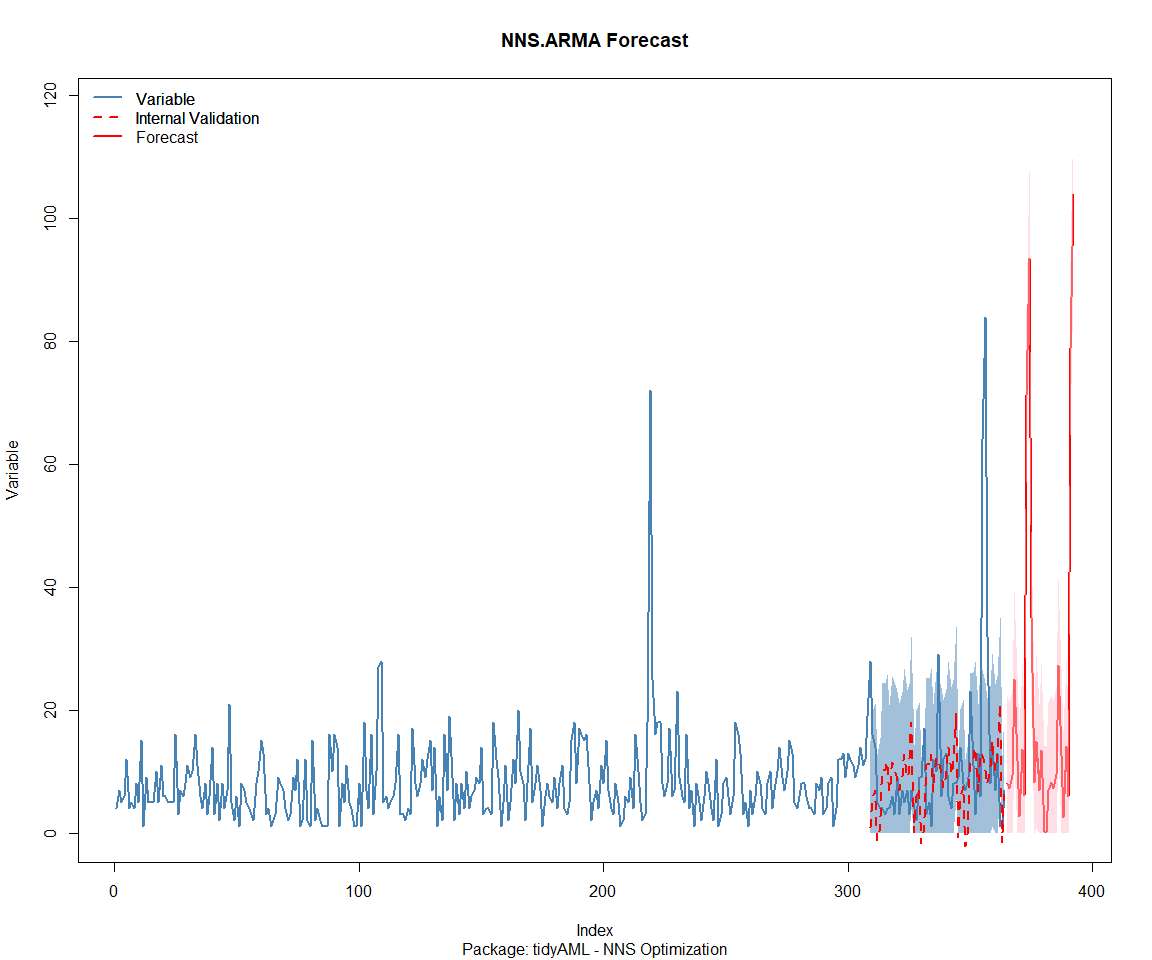 NNS.ARMA Forecast
Variable
Internal Validation
Forecast
120
100
80
60
40
20
0
Variable
0
100
200
300
400
Index
Package: tidyAML - NNS Optimization